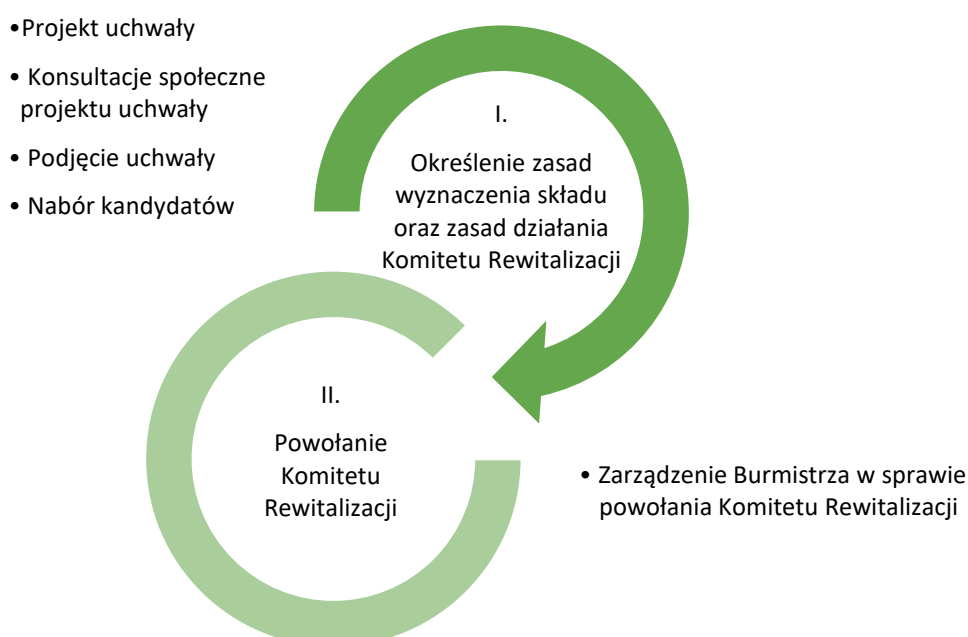 •Projekt uchwały
• Konsultacje społeczne
projektu uchwały
• Podjęcie uchwały
• Nabór kandydatów
I.
Określenie zasad
wyznaczenia składu
oraz zasad działania
Komitetu Rewitalizacji
II.
Powołanie
Komitetu
Rewitalizacji
• Zarządzenie Burmistrza w sprawie
powołania Komitetu Rewitalizacji